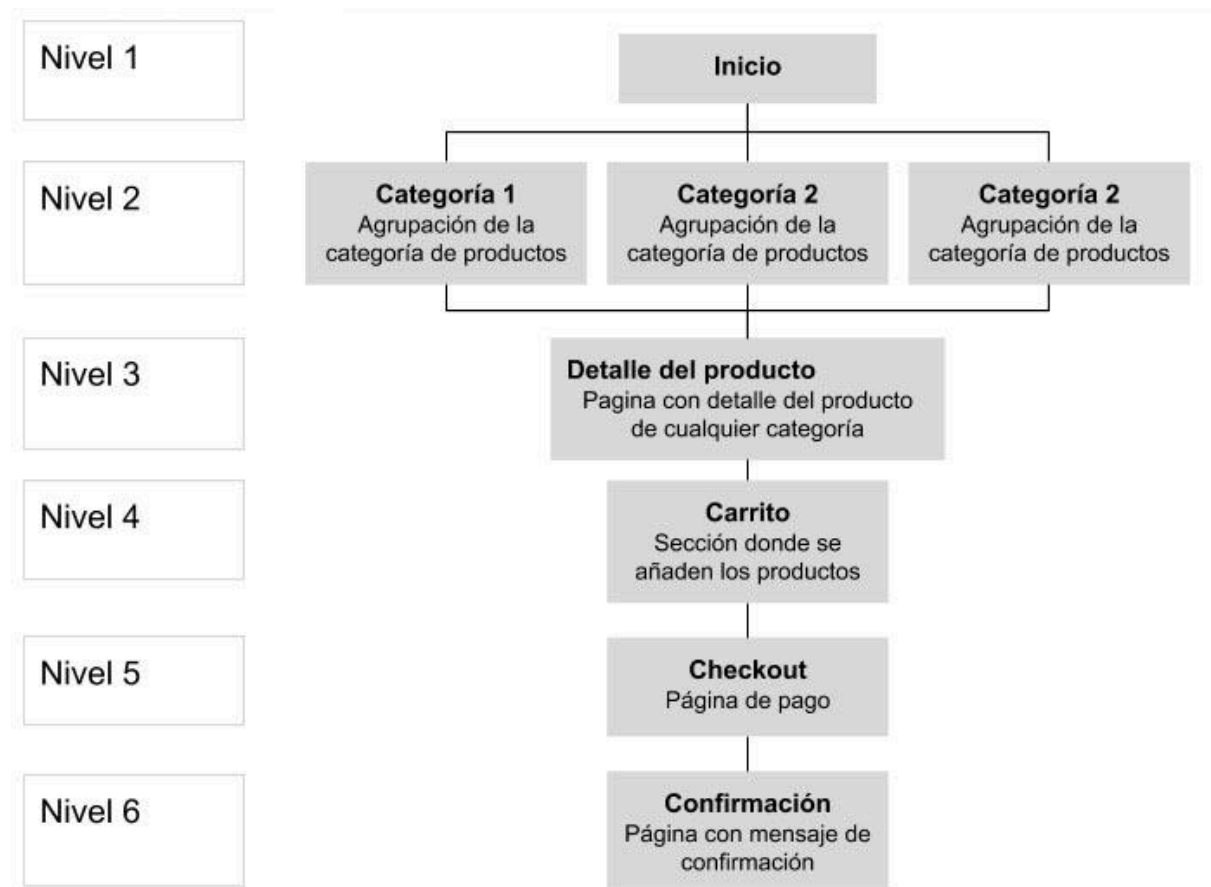 Nivel 1
Inicio
Nivel 2
Categoría 1
Agrupación de la
categoría de productos
Categoría 2
Agrupación de la
categoría de productos
Categoría 2
Agrupación de la
categoría de productos
Nivel 3
Detalle del producto
Pagina con detalle del producto
de cualquier categoría
Nivel 4
Carrito
Sección donde se
añaden los productos
Nivel 5
Checkout
Página de pago
Nivel 6
Confirmación
Página con mensaje de
confirmación